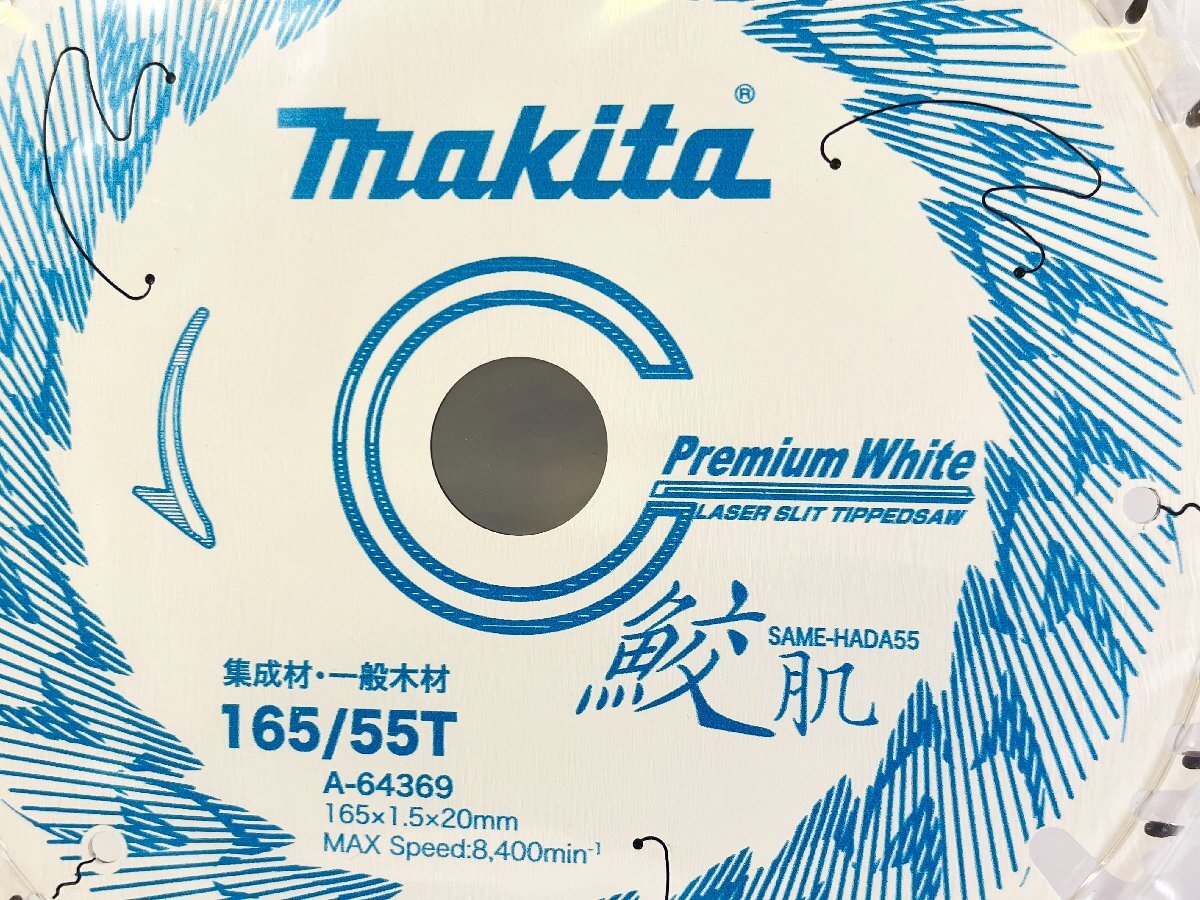 makita®
Premium White
LASER SLIT TIPPEDSAW
鮫肌
SAME-HADA55
集成材・一般木材
165/55T
A-64369
165×1.5×20mm
MAX Speed:8,400min⁻¹